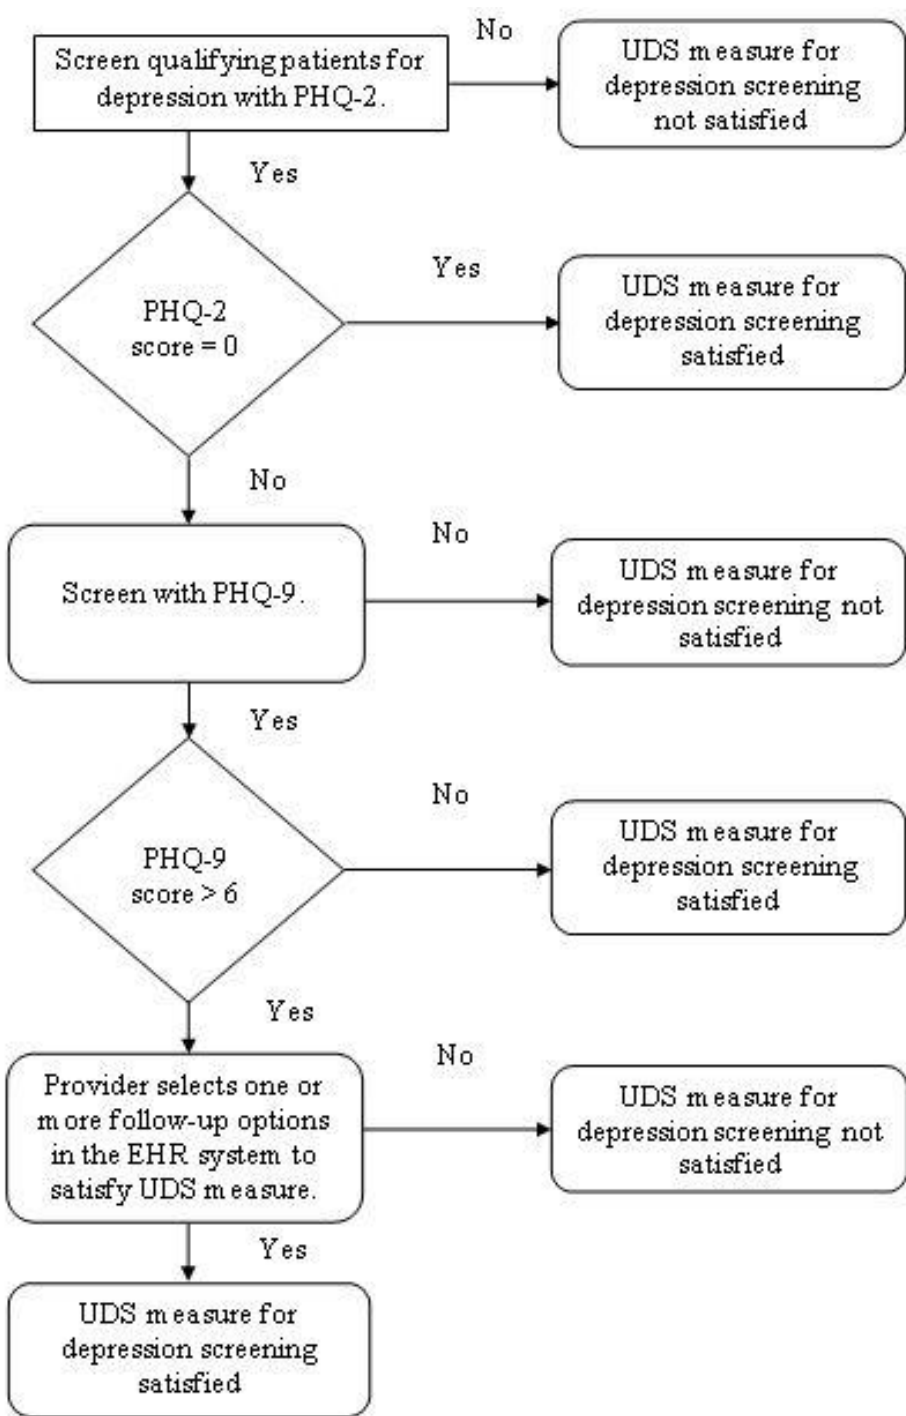 No
Screen qualifying patients for
depression with PHQ-2.
UDS measure for
depression screening
not satisfied
Yes
PHQ-2
score = 0
Yes
UDS measure for
depression screening
satisfied
No
Screen with PHQ-9.
No
UDS measure for
depression screening not
satisfied
Yes
PHQ-9
score > 6
No
UDS measure for
depression screening
satisfied
Yes
Provider selects one or
more follow-up options
in the EHR system to
satisfy UDS measure.
No
UDS measure for
depression screening not
satisfied
Yes
UDS measure for
depression screening
satisfied